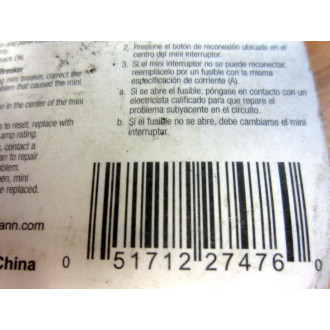 back ON.
Breaker
ing mini breaker, correct the
oblem that caused the mini
n in the center of the mini
s to reset, replace with
amp rating.
n, contact a
an to repair
blem.
en, mini
e replaced.
ann.com
China
2. Presione el botón de reconexión ubicado en el
centro del mini interruptor.
3. Si el mini interruptor no se puede reconectar,
reemplácelo por un fusible con la misma
especificación de corriente (A).
a. Si se abre el fusible, póngase en contacto con un
electricista calificado para que repare el
problema subyacente en el circuito.
b. Si el fusible no se abre, debe cambiarse el mini
interruptor.
0 51712 27476 0